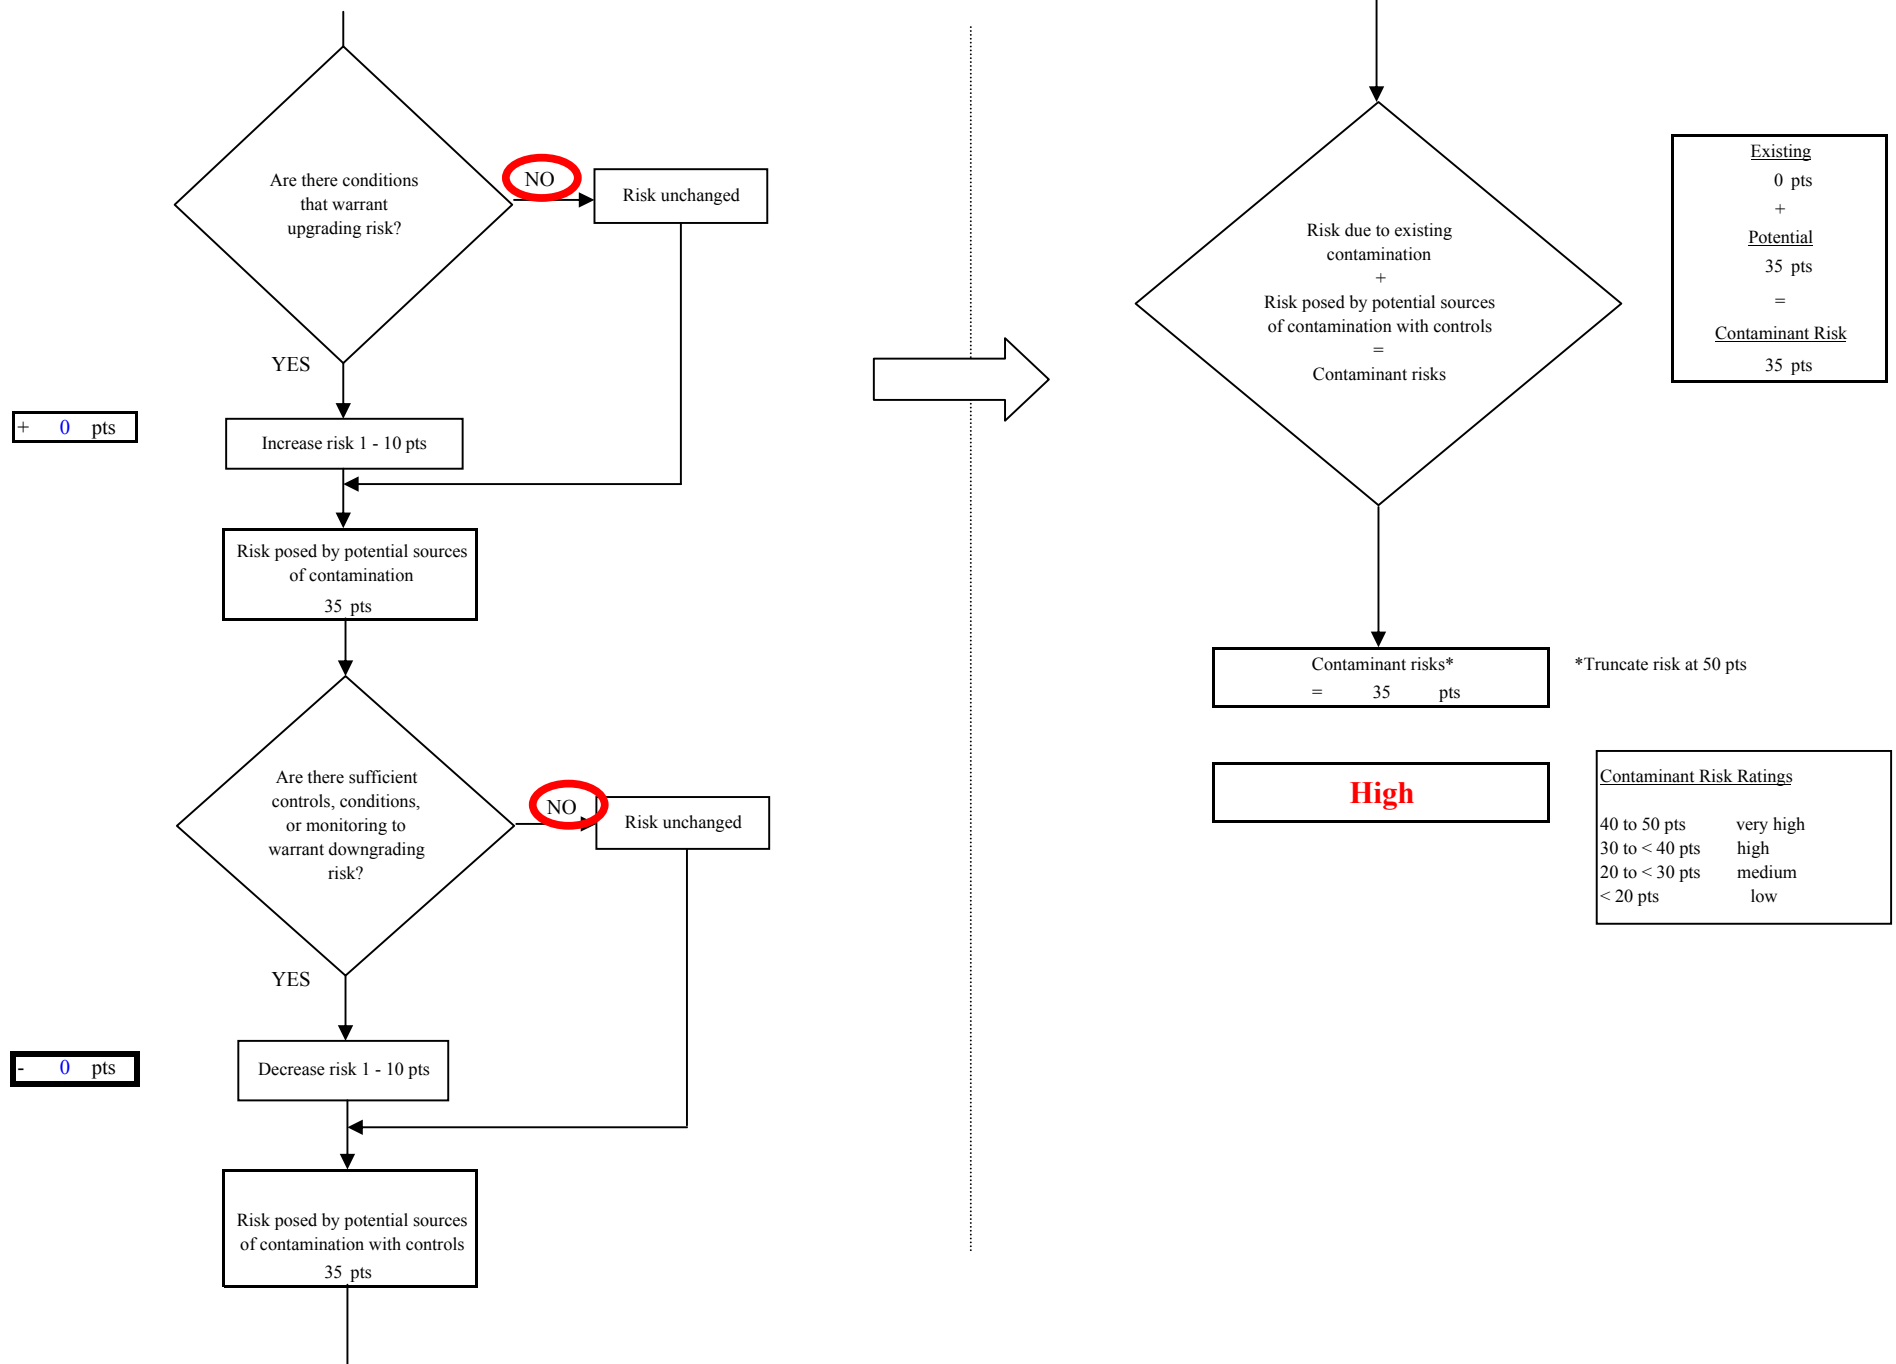 Are there conditions
that warrant
upgrading risk?
NO
Risk unchanged
YES
+ 0 pts
Increase risk 1 - 10 pts
Risk posed by potential sources
of contamination
35 pts
Are there sufficient
controls, conditions,
or monitoring to
warrant downgrading
risk?
NO
Risk unchanged
YES
- 0 pts
Decrease risk 1 - 10 pts
Risk posed by potential sources
of contamination with controls
35 pts
Risk due to existing
contamination
+
Risk posed by potential sources
of contamination with controls
=
Contaminant risks
Existing
0 pts
+
Potential
35 pts
=
Contaminant Risk
35 pts
Contaminant risks*
= 35 pts
*Truncate risk at 50 pts
High
Contaminant Risk Ratings
40 to 50 pts very high
30 to < 40 pts high
20 to < 30 pts medium
< 20 pts low